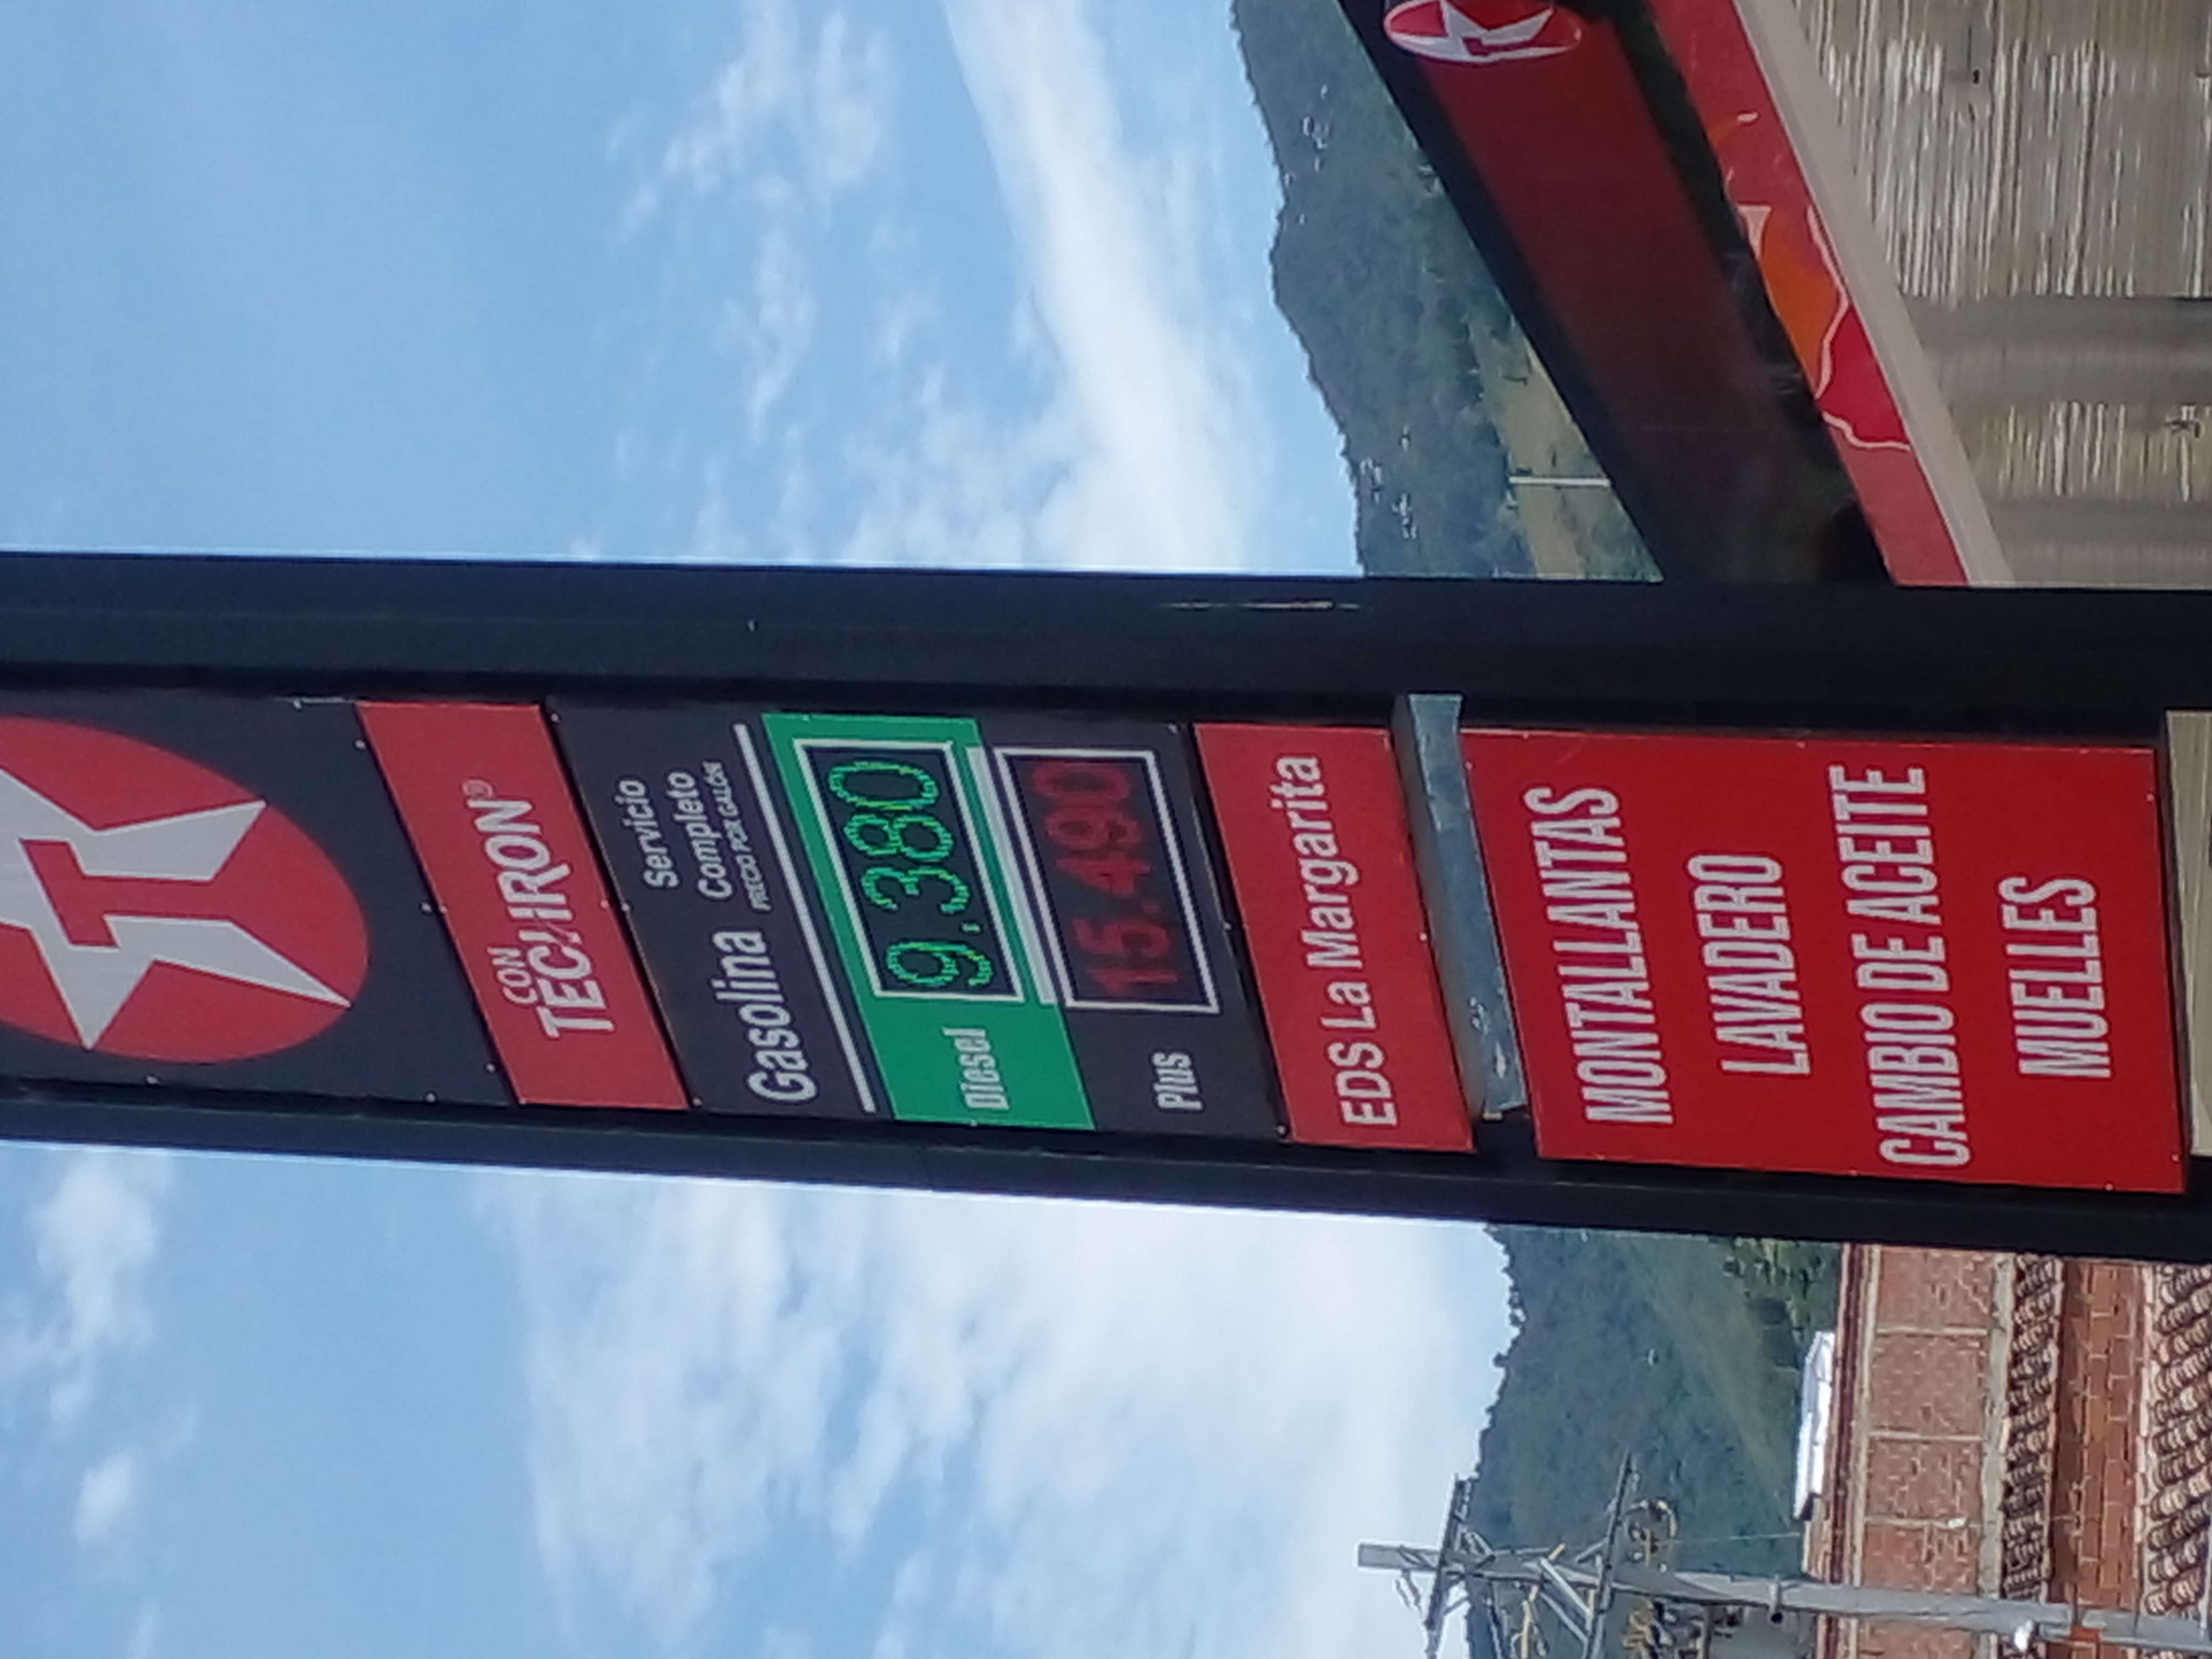 T
CON
TECHRON®
Gasolina Servicio
Completo
PRECIO POR GALÓN
Diesel 9.380
Plus 15.490
EDS La Margarita
MONTALLANTAS
LAVADERO
CAMBIO DE ACEITE
MUELLES